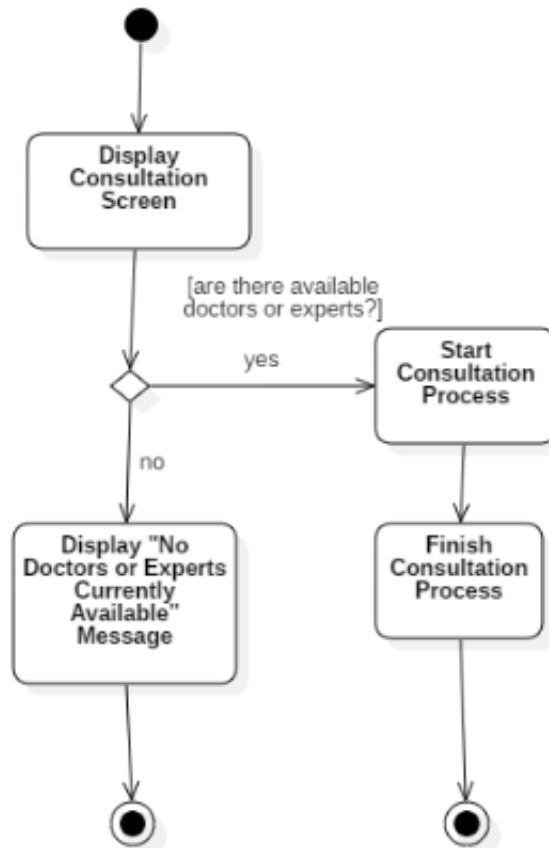 Display
Consultation
Screen
[are there available
doctors or experts?]
yes
Start
Consultation
Process
no
Display "No
Doctors or Experts
Currently
Available"
Message
Finish
Consultation
Process